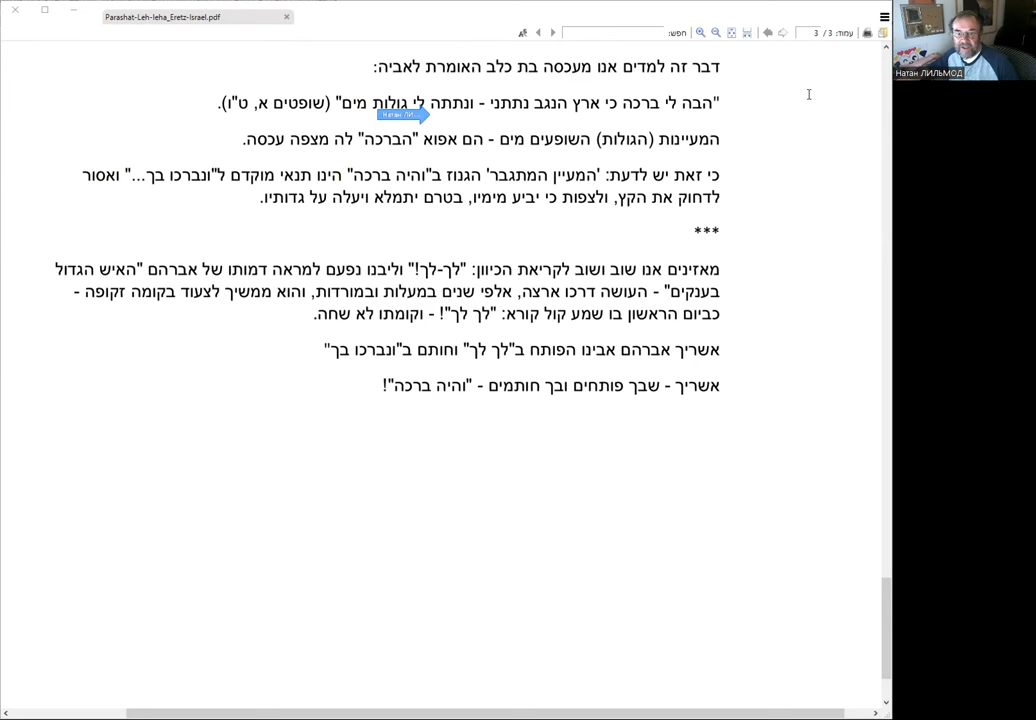 Parashat-Leh-leha_Eretz-Israel.pdf
עמוד: 3 / 3
חפש:
Натан ЛИЛЬМОД
דבר זה למדים אנו מעכסה בת כלב האומרת לאביה:
"הבה לי ברכה כי ארץ הנגב נתתני - ונתתה לי גולות מים" (שופטים א, ט"ו).
Натан ЛИ...
המעיינות (הגולות) השופעים מים - הם אפוא "הברכה" לה מצפה עכסה.
כי זאת יש לדעת: 'המעיין המתגבר' הגנוז ב"והיה ברכה" הינו תנאי מוקדם ל"ונברכו בך..." ואסור
לדחוק את הקץ, ולצפות כי יביע מימיו, בטרם יתמלא ויעלה על גדותיו.
***
מאזינים אנו שוב ושוב לקריאת הכיוון: "לך-לך!" וליבנו נפעם למראה דמותו של אברהם "האיש הגדול
בענקים" - העושה דרכו ארצה, אלפי שנים במעלות ובמורדות, והוא ממשיך לצעוד בקומה זקופה -
כביום הראשון בו שמע קול קורא: "לך לך"! - וקומתו לא שחה.
אשריך אברהם אבינו הפותח ב"לך לך" וחותם ב"ונברכו בך"
אשריך - שבך פותחים ובך חותמים - "והיה ברכה"!